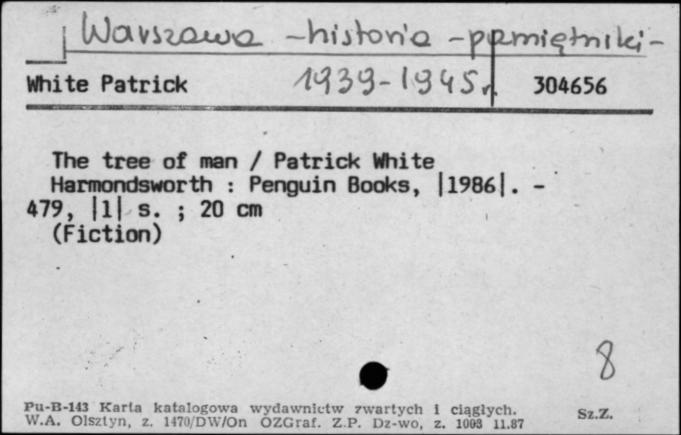 Warszawa - historia - pamiętniki -
1939-1945 r.
White Patrick 304656
The tree of man / Patrick White
Harmondsworth : Penguin Books, |1986|. -
479, |1| s. ; 20 cm
(Fiction)
8
Pu-B-143 Karta katalogowa wydawnictw zwartych i ciągłych.
W.A. Olsztyn, z. 1470/DW/On OZGraf. Z.P. Dz-wo, z. 1003 11.87
Sz.Z.